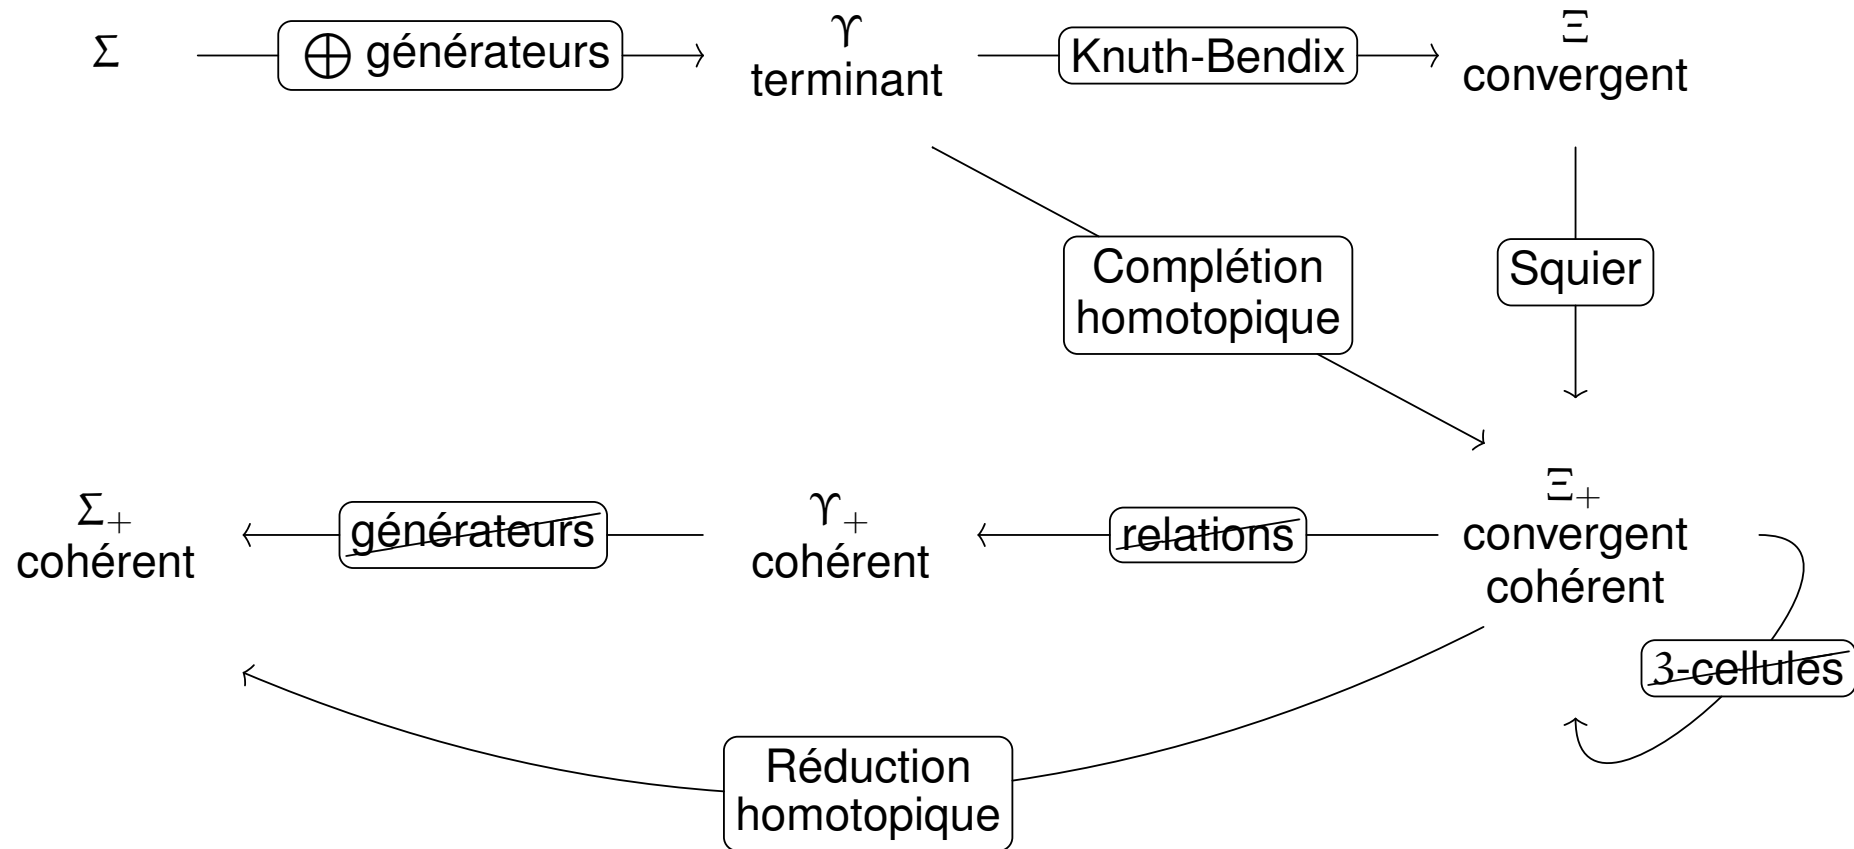 Σ
⊕ générateurs
ϒ
terminant
Knuth-Bendix
Ξ
convergent
Complétion
homotopique
Squier
Σ+
cohérent
générateurs
ϒ+
cohérent
relations
Ξ+
convergent
cohérent
3-cellules
Réduction
homotopique